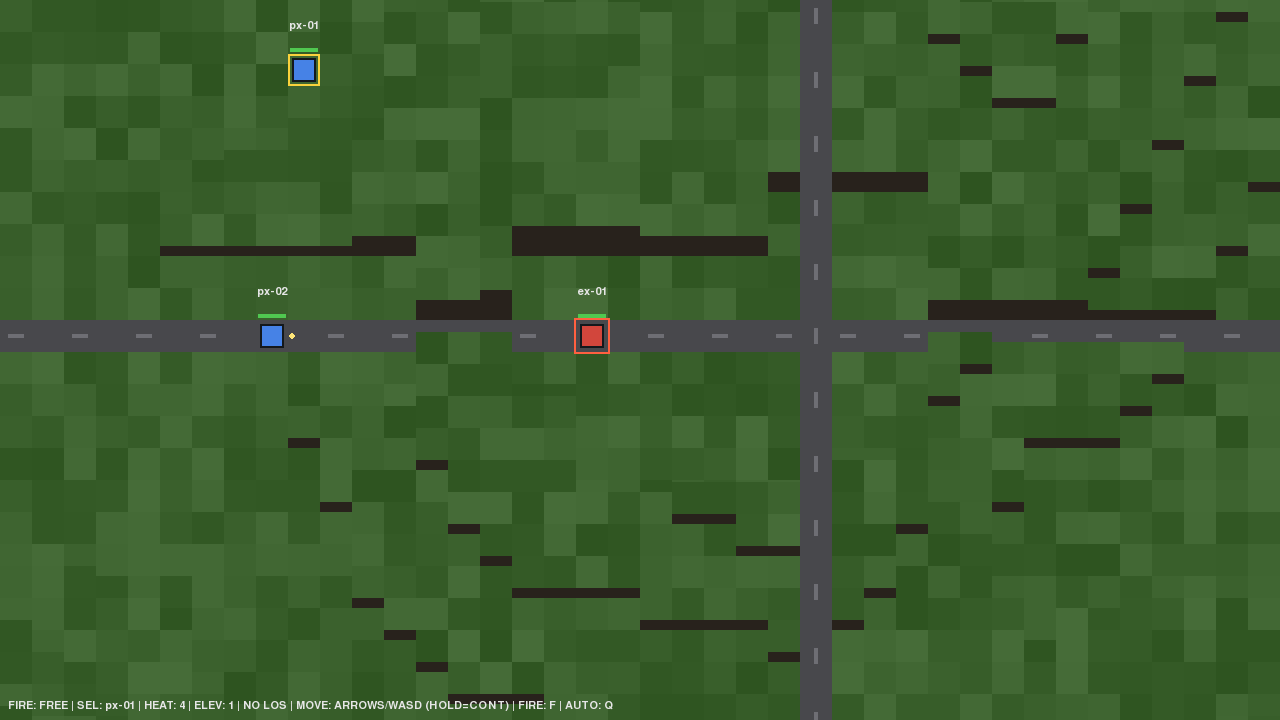 px-01
px-02
ex-01
FIRE: FREE | SEL: px-01 | HEAT: 4 | ELEV: 1 | NO LOS | MOVE: ARROWS/WASD (HOLD=CONT) | FIRE: F | AUTO: Q